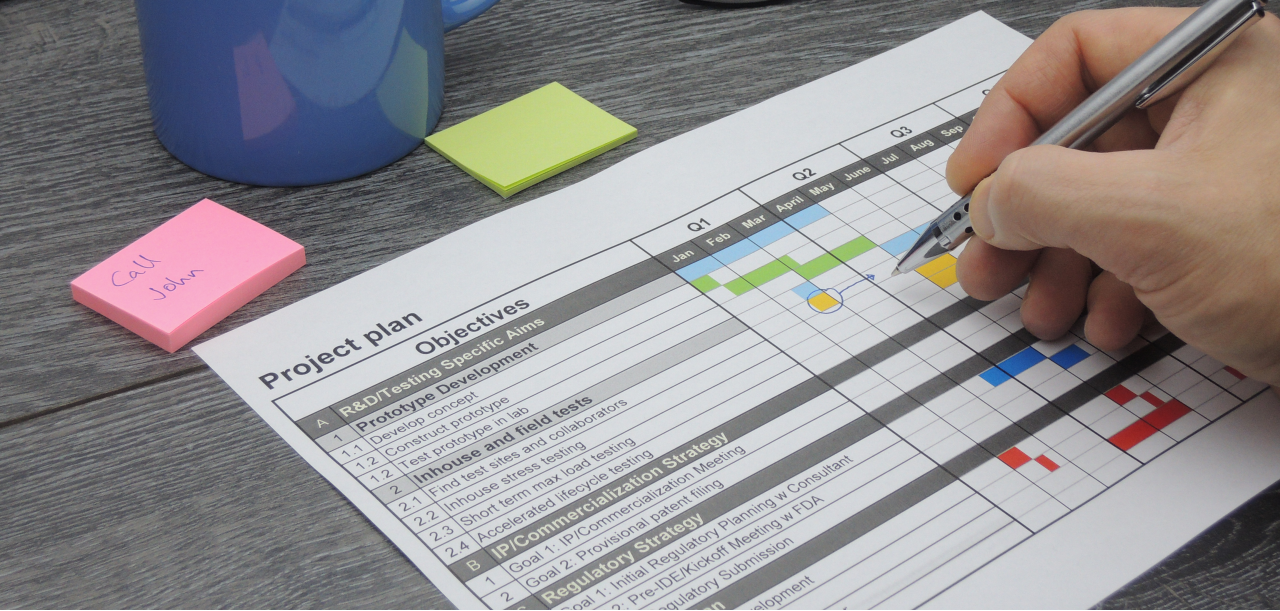 Call
John
Project plan
Objectives
Q1
Q2
Q3
Jan Feb Mar April May June Jul Aug Sep
A R&D/Testing Specific Aims
1 Prototype Development
1.1 Develop concept
1.2 Construct prototype
1.2 Test prototype in lab
2 Inhouse and field tests
2.1 Find test sites and collaborators
2.2 Inhouse stress testing
2.3 Short term max load testing
2.4 Accelerated lifecycle testing
B IP/Commercialization Strategy
1 Goal 1: IP/Commercialization Meeting
2 Goal 2: Provisional patent filing
C Regulatory Strategy
Goal 1: Initial Regulatory Planning w Consultant
2: Pre-IDE/Kickoff Meeting w FDA
gulatory Submission